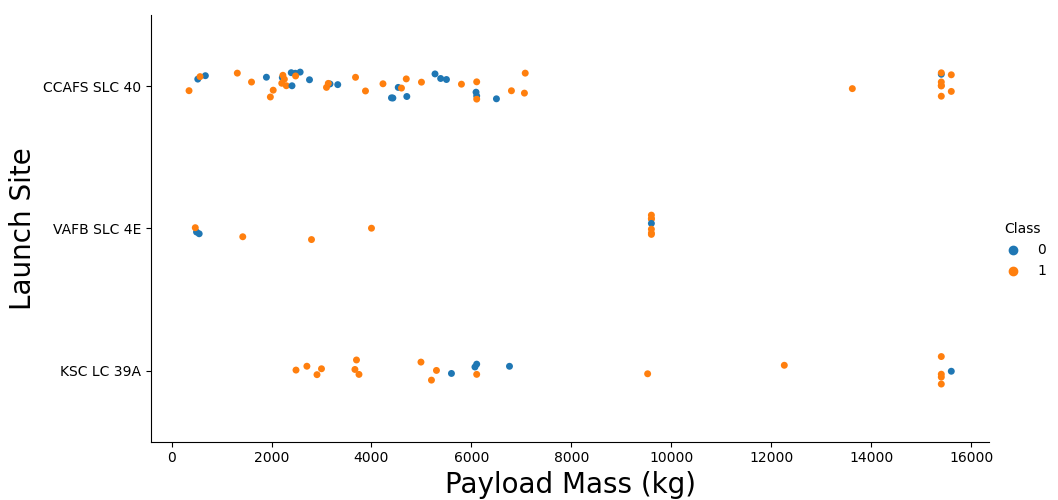 CCAFS SLC 40
VAFB SLC 4E
KSC LC 39A
Launch Site
0 2000 4000 6000 8000 10000 12000 14000 16000
Payload Mass (kg)
Class
0
1